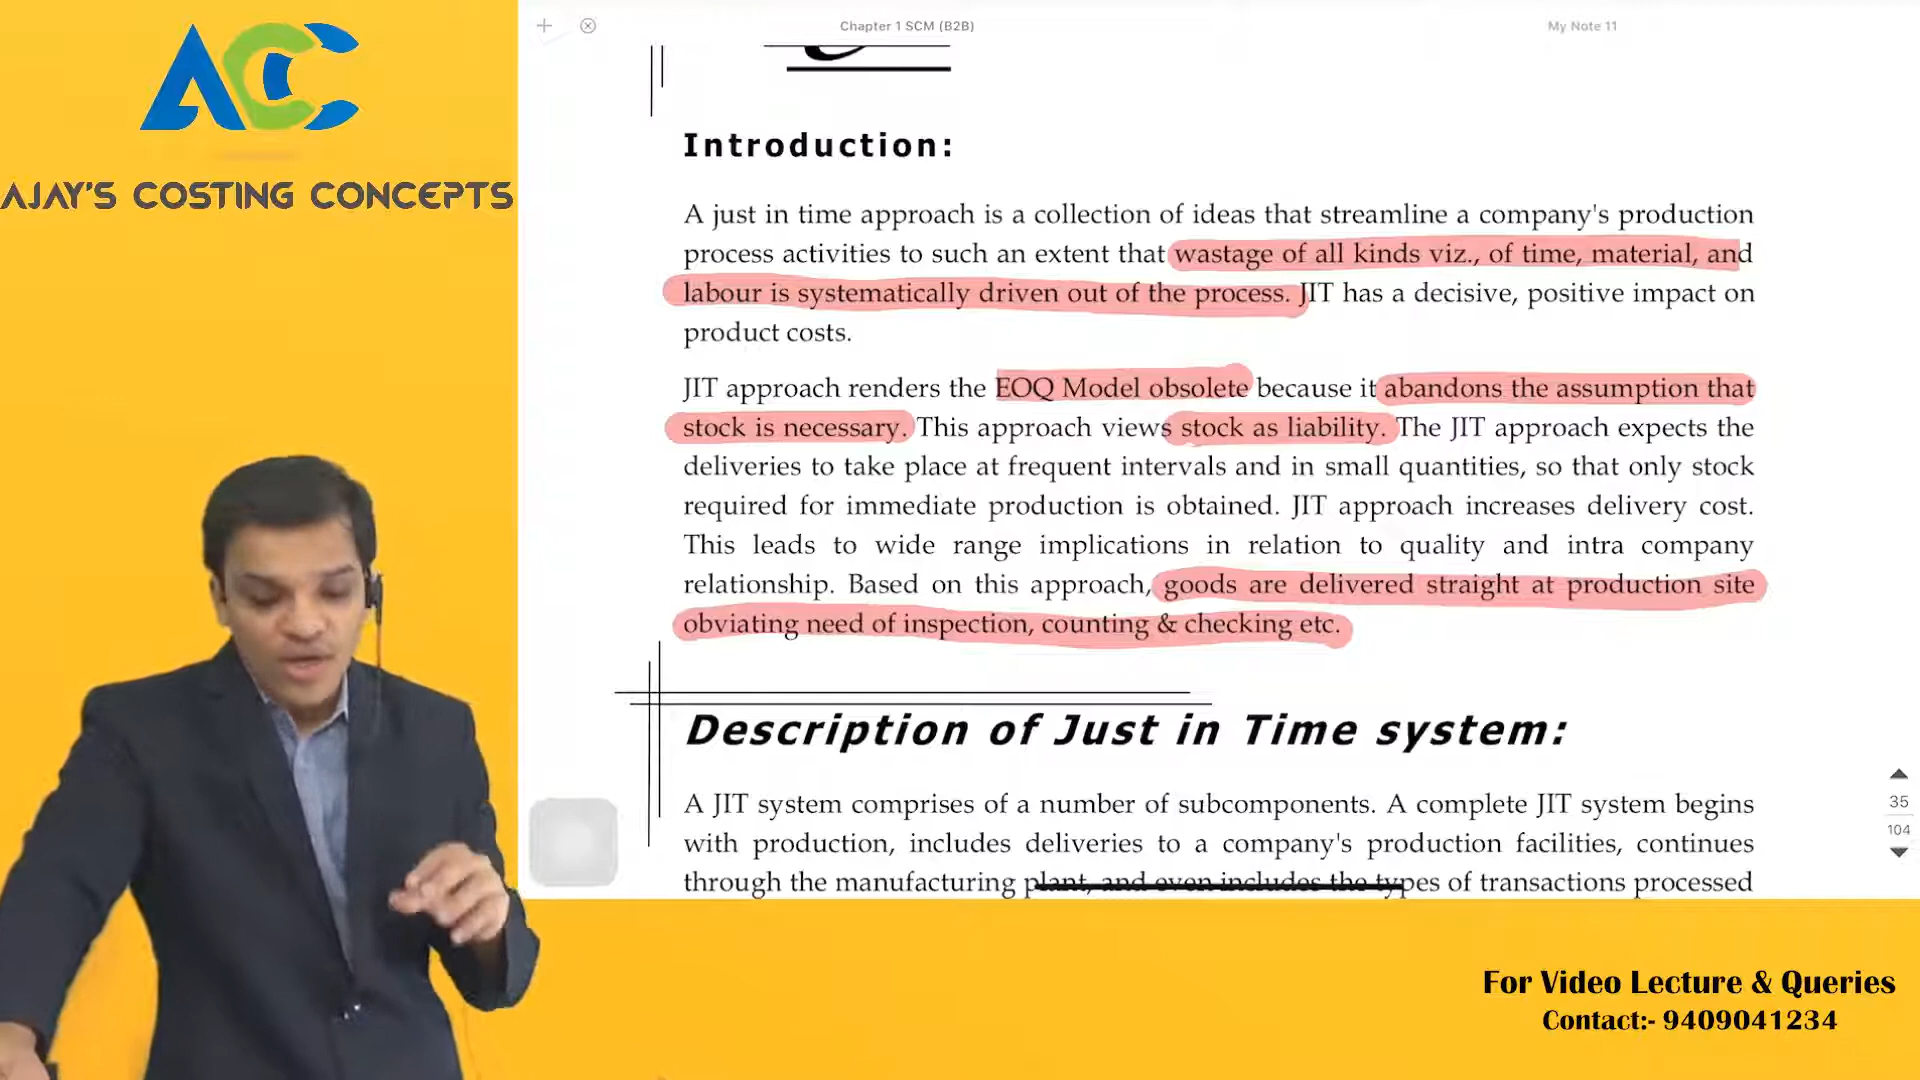 Chapter 1 SCM (B2B)
My Note 11
ACC
AJAY'S COSTING CONCEPTS
Introduction:
A just in time approach is a collection of ideas that streamline a company's production
process activities to such an extent that wastage of all kinds viz., of time, material, and
labour is systematically driven out of the process. JIT has a decisive, positive impact on
product costs.
JIT approach renders the EOQ Model obsolete because it abandons the assumption that
stock is necessary. This approach views stock as liability. The JIT approach expects the
deliveries to take place at frequent intervals and in small quantities, so that only stock
required for immediate production is obtained. JIT approach increases delivery cost.
This leads to wide range implications in relation to quality and intra company
relationship. Based on this approach, goods are delivered straight at production site
obviating need of inspection, counting & checking etc.
Description of Just in Time system:
A JIT system comprises of a number of subcomponents. A complete JIT system begins
with production, includes deliveries to a company's production facilities, continues
through the manufacturing plant, and even includes the types of transactions processed
35
104
For Video Lecture & Queries
Contact:- 9409041234